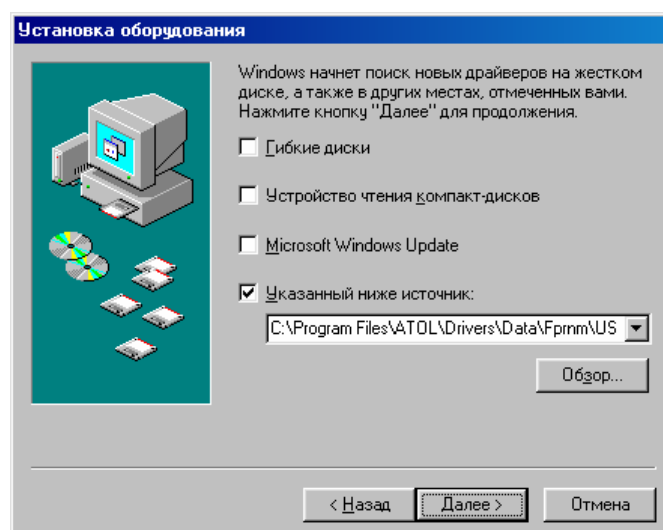 Установка оборудования
Windows начнет поиск новых драйверов на жестком
диске, а также в других местах, отмеченных вами.
Нажмите кнопку "Далее" для продолжения.
Гибкие диски
Устройство чтения компакт-дисков
Microsoft Windows Update
Указанный ниже источник:
C:\Program Files\ATOL\Drivers\Data\Fprnm\US
Обзор...
< Назад
Далее >
Отмена